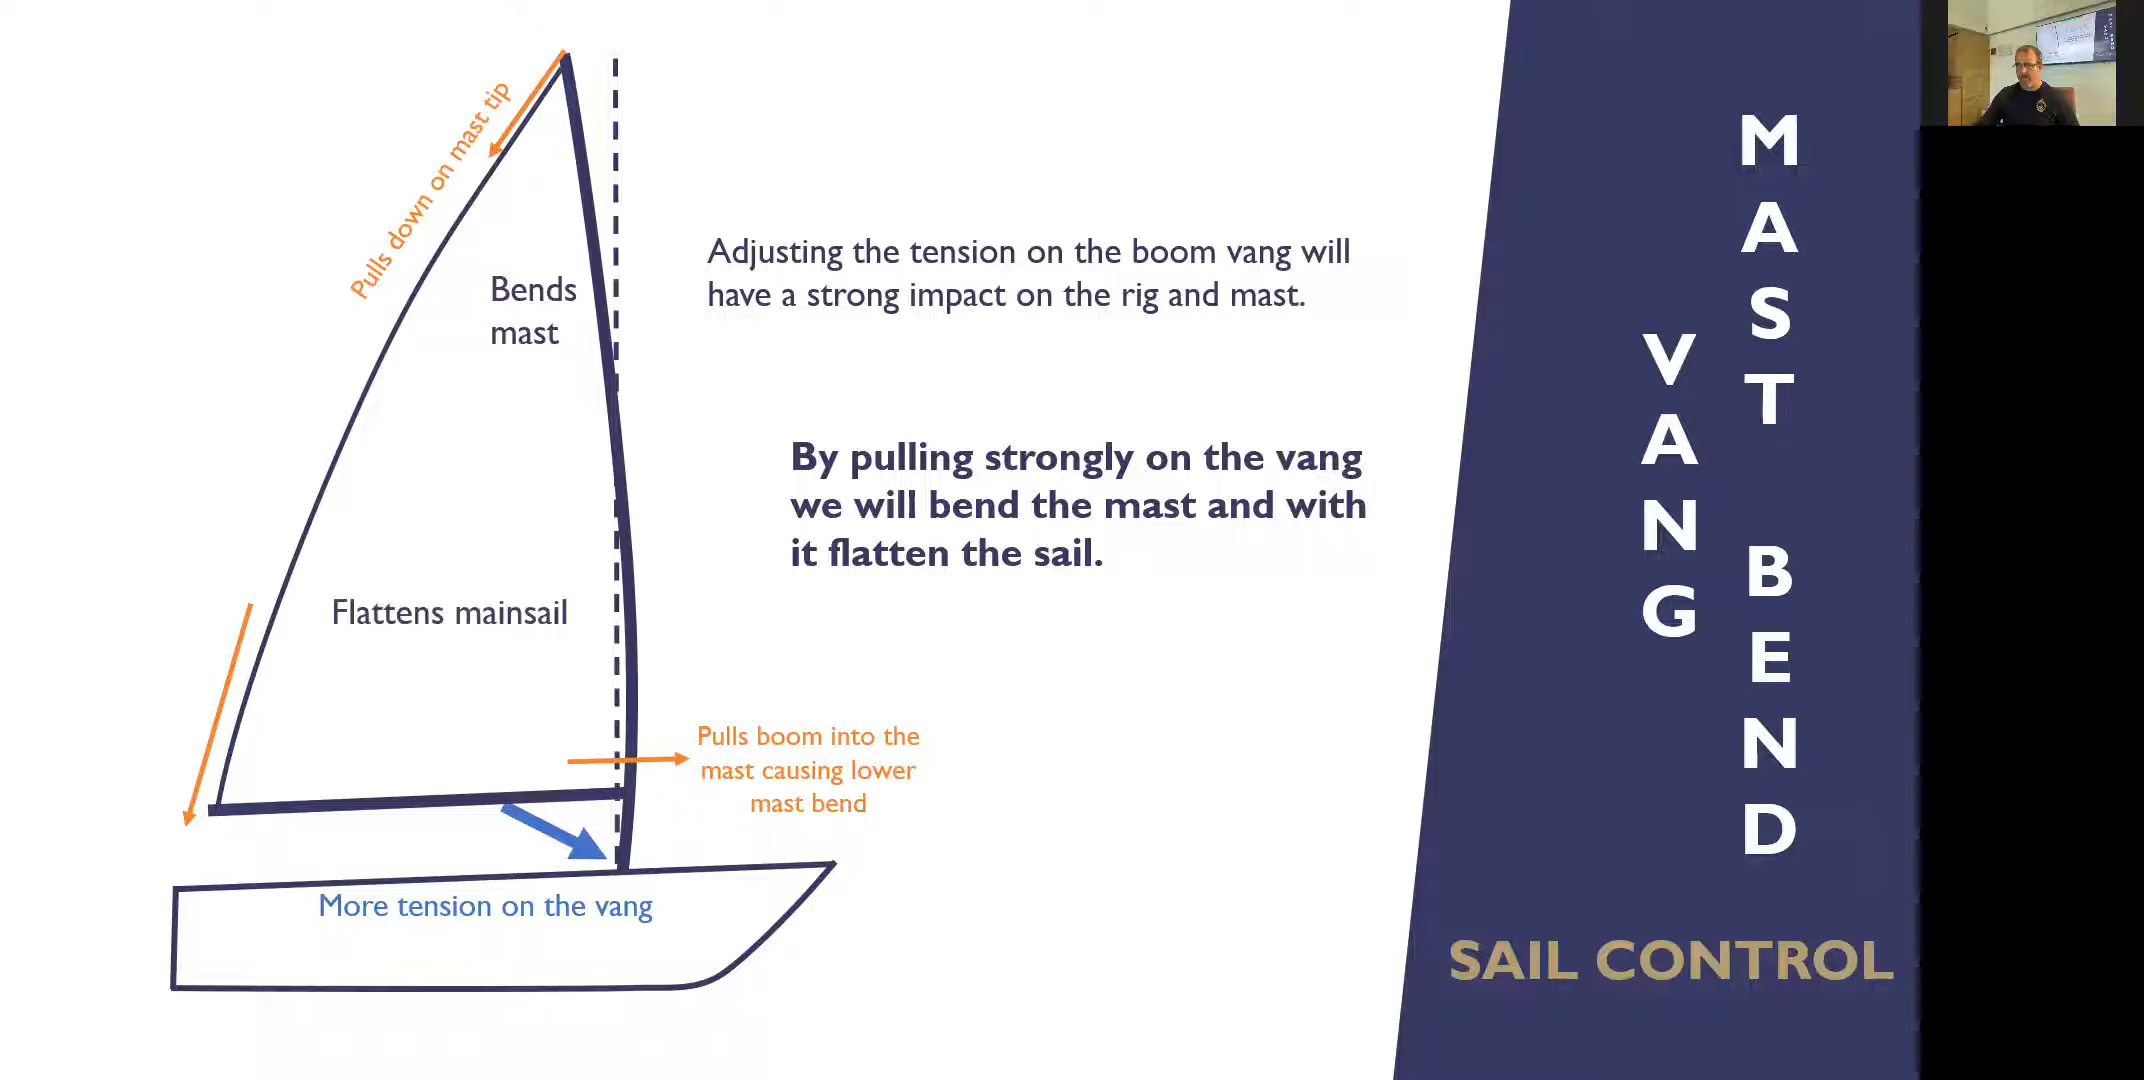 Pulls down on mast tip
Bends
mast
Adjusting the tension on the boom vang will
have a strong impact on the rig and mast.
By pulling strongly on the vang
we will bend the mast and with
it flatten the sail.
Flattens mainsail
Pulls boom into the
mast causing lower
mast bend
More tension on the vang
VANG
MAST BEND
SAIL CONTROL